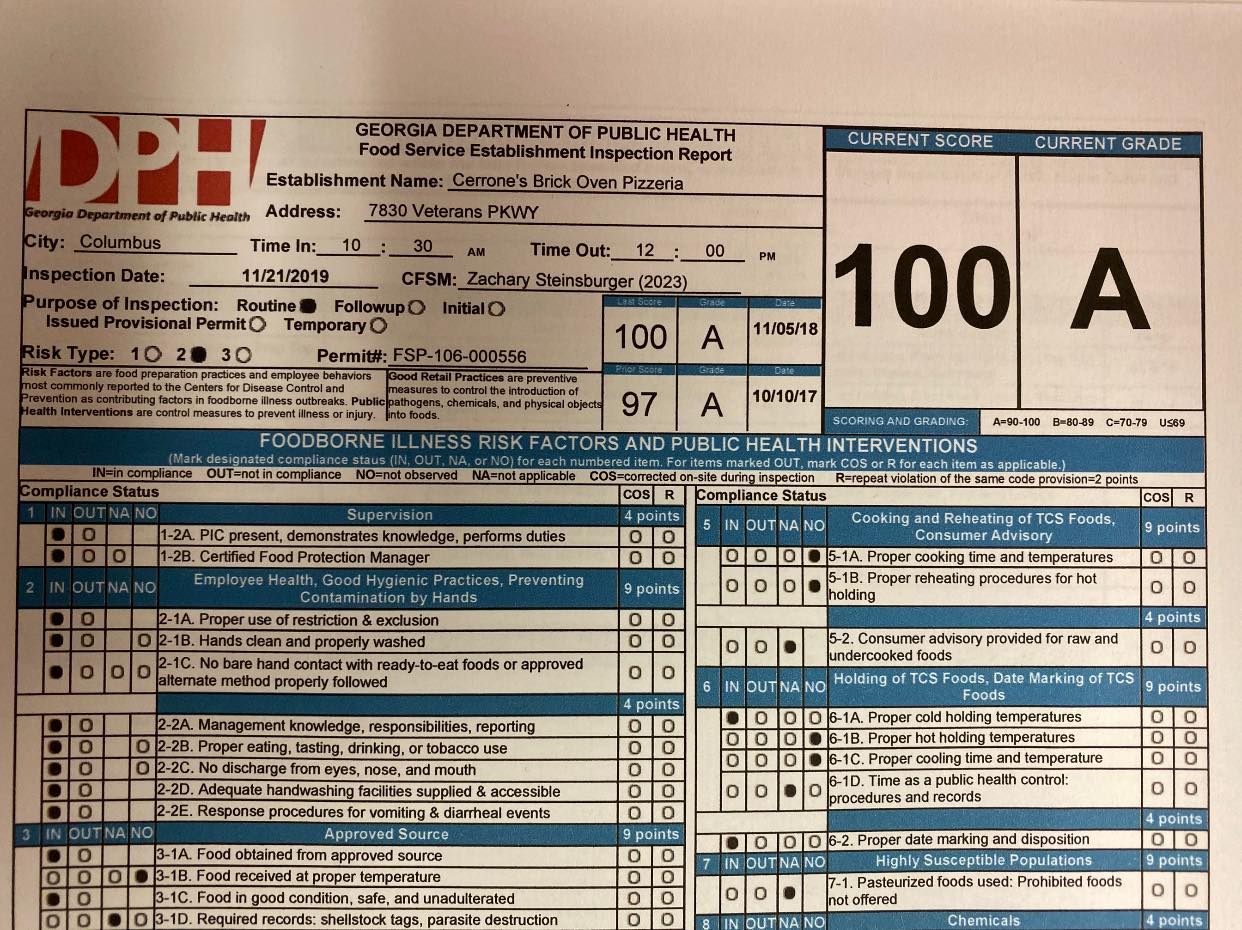 DPH
Georgia Department of Public Health
GEORGIA DEPARTMENT OF PUBLIC HEALTH
Food Service Establishment Inspection Report
Establishment Name: Cerrone's Brick Oven Pizzeria
Address: 7830 Veterans PKWY
City: Columbus Time In: 10 : 30 AM Time Out: 12 : 00 PM
Inspection Date: 11/21/2019 CFSM: Zachary Steinsburger (2023)
Purpose of Inspection: Routine Followup Initial
Issued Provisional Permit Temporary
Risk Type: 1 2 3 Permit#: FSP-106-000556
Risk Factors are food preparation practices and employee behaviors
most commonly reported to the Centers for Disease Control and
Prevention as contributing factors in foodborne illness outbreaks. Public
Health Interventions are control measures to prevent illness or injury.
Good Retail Practices are preventive
measures to control the introduction of
pathogens, chemicals, and physical objects
into foods.
Last Score Grade Date
100 A 11/05/18
Prior Score Grade Date
97 A 10/10/17
CURRENT SCORE CURRENT GRADE
100 A
SCORING AND GRADING: A=90-100 B=80-89 C=70-79 U≤69
FOODBORNE ILLNESS RISK FACTORS AND PUBLIC HEALTH INTERVENTIONS
(Mark designated compliance staus (IN, OUT, NA, or NO) for each numbered item. For items marked OUT, mark COS or R for each item as applicable.)
IN=in compliance OUT=not in compliance NO=not observed NA=not applicable COS=corrected on-site during inspection R=repeat violation of the same code provision=2 points
Compliance Status COS R
1 IN OUT NA NO Supervision 4 points
1-2A. PIC present, demonstrates knowledge, performs duties
1-2B. Certified Food Protection Manager
2 IN OUT NA NO Employee Health, Good Hygienic Practices, Preventing
Contamination by Hands 9 points
2-1A. Proper use of restriction & exclusion
2-1B. Hands clean and properly washed
2-1C. No bare hand contact with ready-to-eat foods or approved
alternate method properly followed
4 points
2-2A. Management knowledge, responsibilities, reporting
2-2B. Proper eating, tasting, drinking, or tobacco use
2-2C. No discharge from eyes, nose, and mouth
2-2D. Adequate handwashing facilities supplied & accessible
2-2E. Response procedures for vomiting & diarrheal events
3 IN OUT NA NO Approved Source 9 points
3-1A. Food obtained from approved source
3-1B. Food received at proper temperature
3-1C. Food in good condition, safe, and unadulterated
3-1D. Required records: shellstock tags, parasite destruction
Compliance Status COS R
5 IN OUT NA NO Cooking and Reheating of TCS Foods,
Consumer Advisory 9 points
5-1A. Proper cooking time and temperatures
5-1B. Proper reheating procedures for hot
holding
4 points
5-2. Consumer advisory provided for raw and
undercooked foods
6 IN OUT NA NO Holding of TCS Foods, Date Marking of TCS
Foods 9 points
6-1A. Proper cold holding temperatures
6-1B. Proper hot holding temperatures
6-1C. Proper cooling time and temperature
6-1D. Time as a public health control:
procedures and records
4 points
6-2. Proper date marking and disposition
7 IN OUT NA NO Highly Susceptible Populations 9 points
7-1. Pasteurized foods used: Prohibited foods
not offered
8 IN OUT NA NO Chemicals 4 points